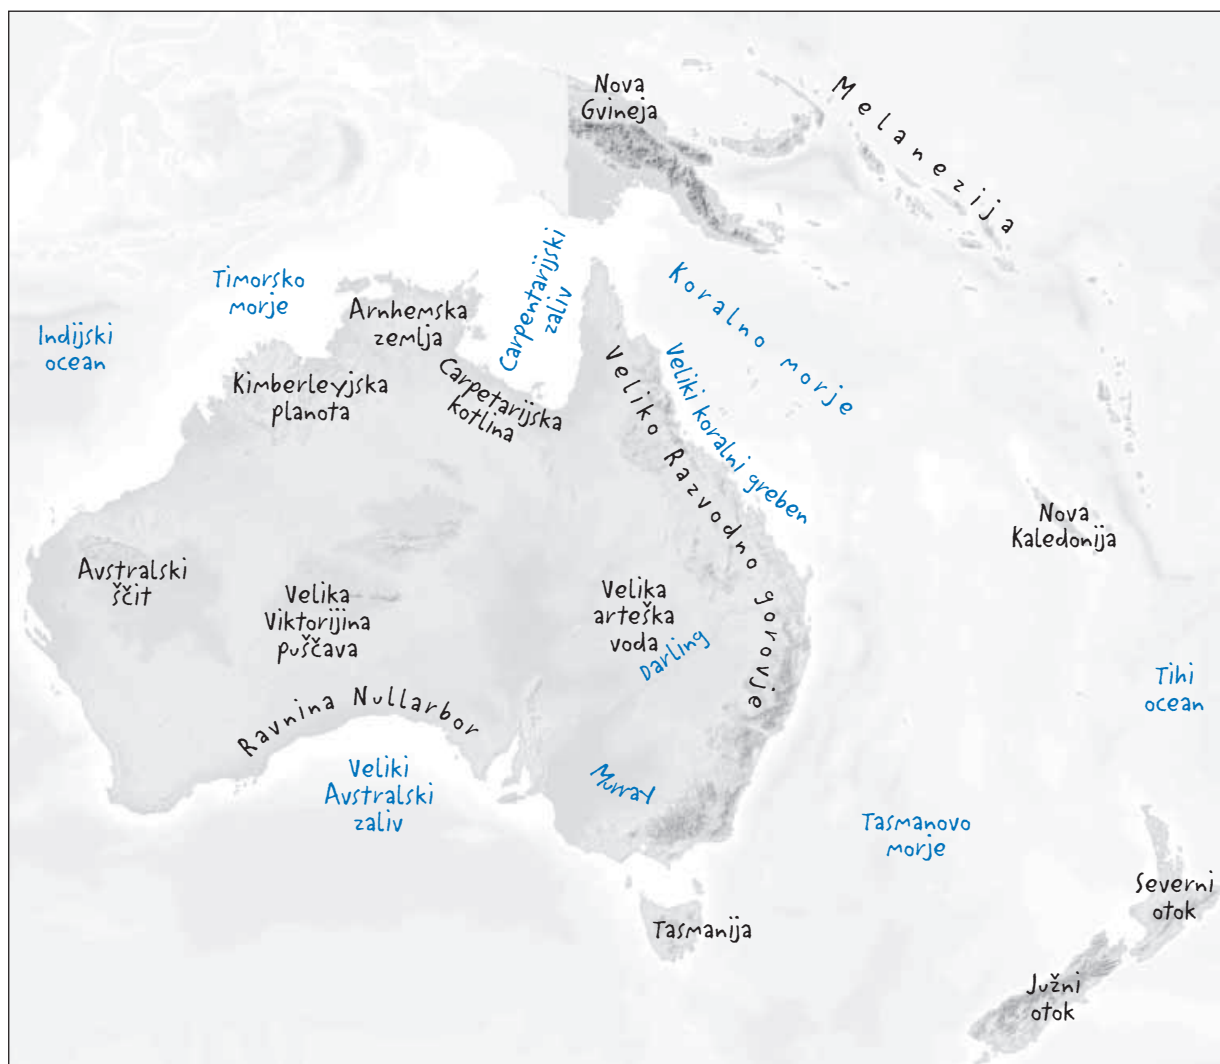 Nova
Gvineja
Melanezija
Carpentarijski
zaliv
Timorsko
morje
Koralno morje
Arnhemska
zemlja
Indijski
ocean
Veliki koralni greben
Kimberleyjska
planota
Carpetarijska
kotlina
Veliko Razvodno gorovje
Nova
Kaledonija
Avstralski
ščit
Velika
Viktorijina
puščava
Velika
arteška
voda
Darling
Tihi
ocean
Ravnina Nullarbor
Veliki
Avstralski
zaliv
Murray
Tasmanovo
morje
Severni
otok
Tasmanija
Južni
otok